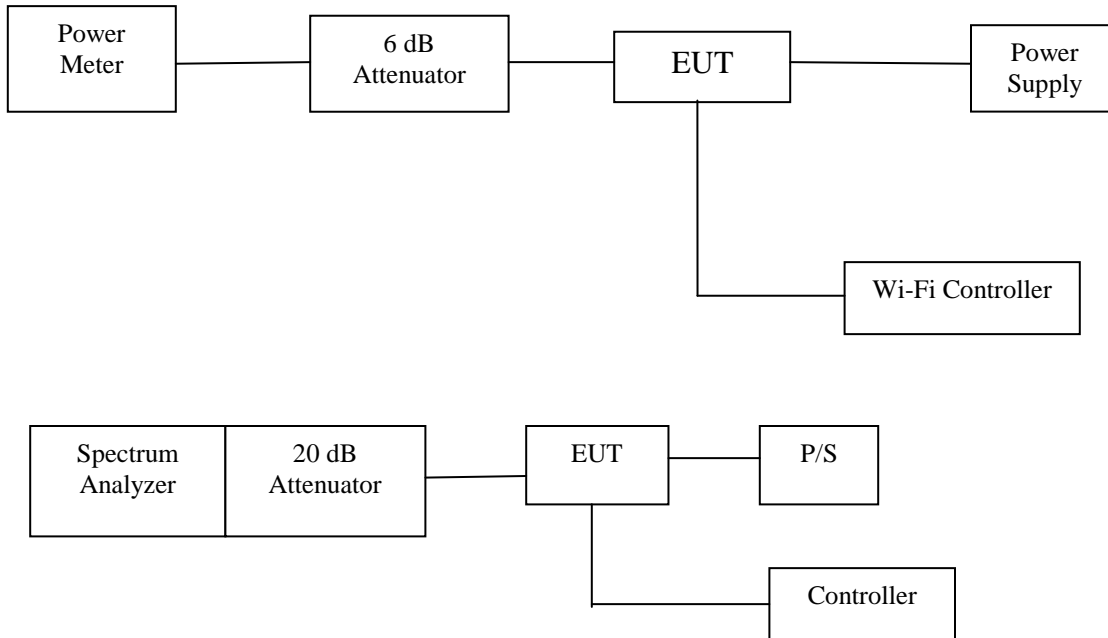 Power
Meter
6 dB
Attenuator
EUT
Power
Supply
Wi-Fi Controller
Spectrum
Analyzer
20 dB
Attenuator
EUT
P/S
Controller